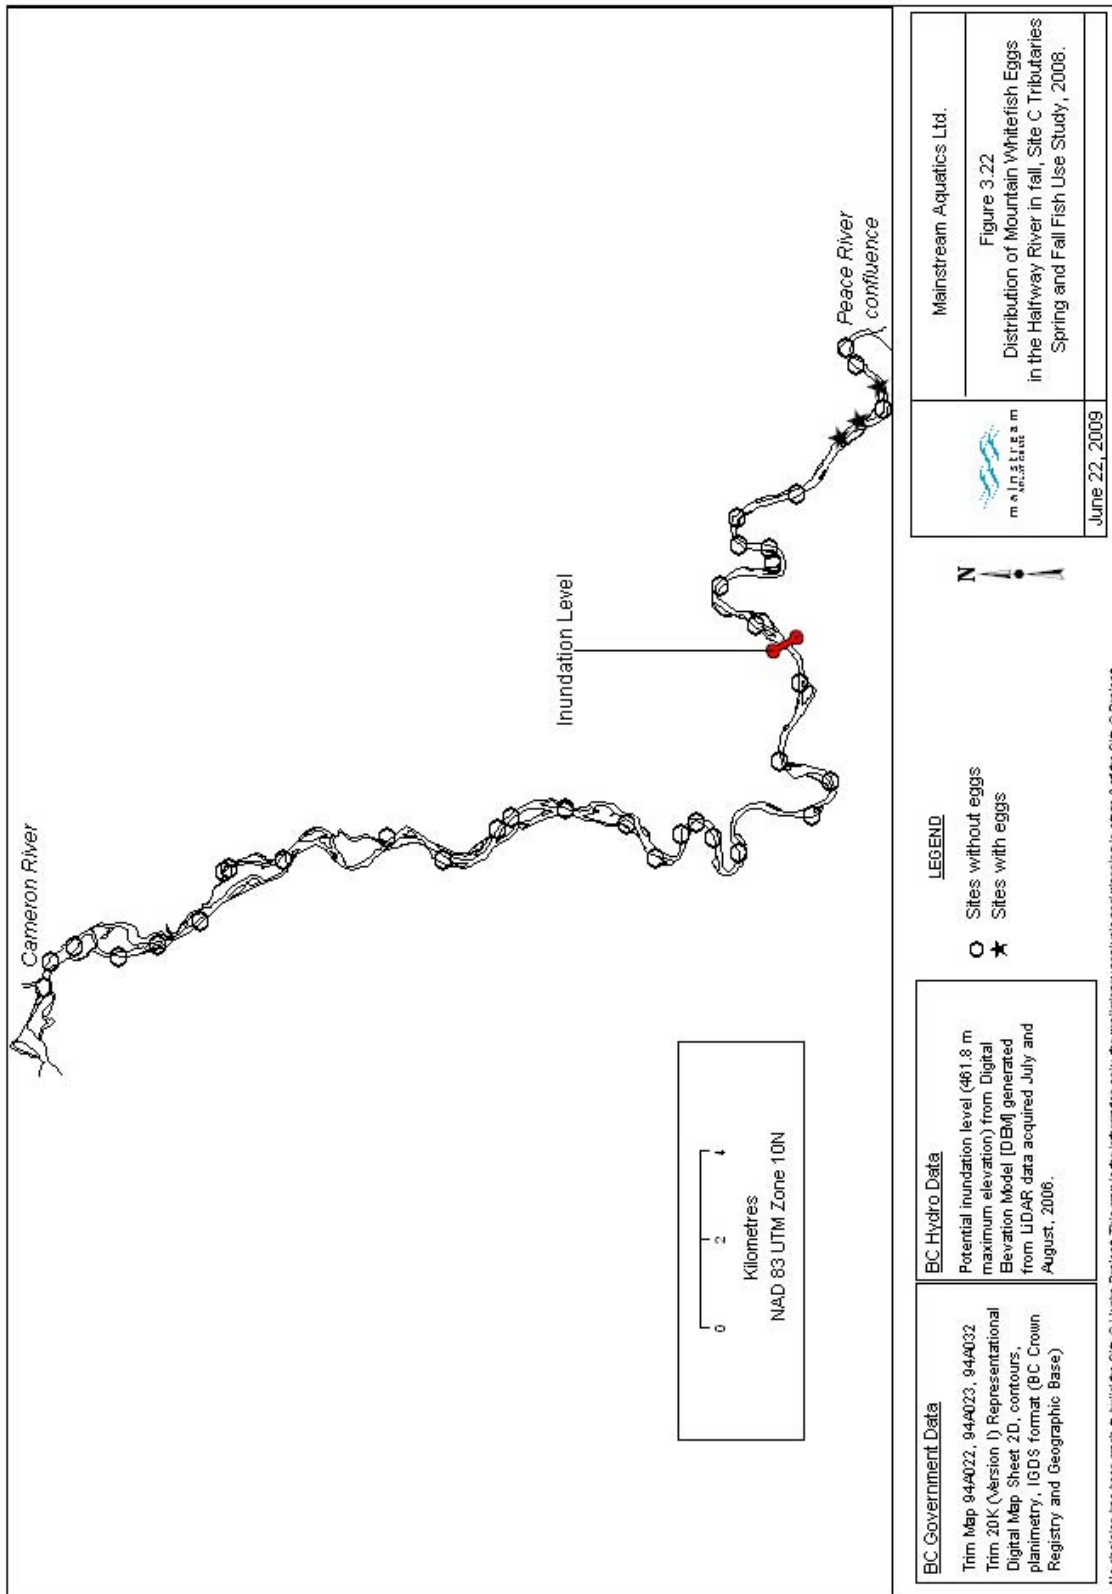 Cameron River
Inundation Level
Peace River
confluence
0 2 4
Kilometres
NAD 83 UTM Zone 10N
BC Government Data
Trim Map 94A022, 94A023, 94A032
Trim 20K (Version I) Representational
Digital Map Sheet 2D, contours,
planimetry, IGDS format (BC Crown
Registry and Geographic Base)
BC Hydro Data
Potential inundation level (461.8 m
maximum elevation) from Digital
Elevation Model [DEM] generated
from LiDAR data acquired July and
August, 2006.
LEGEND
Sites without eggs
Sites with eggs
N
mainstream
Mainstream Aquatics Ltd.
Figure 3.22
Distribution of Mountain Whitefish Eggs
in the Halfway River in fall, Site C Tributaries
Spring and Fall Fish Use Study, 2008.
June 22, 2009